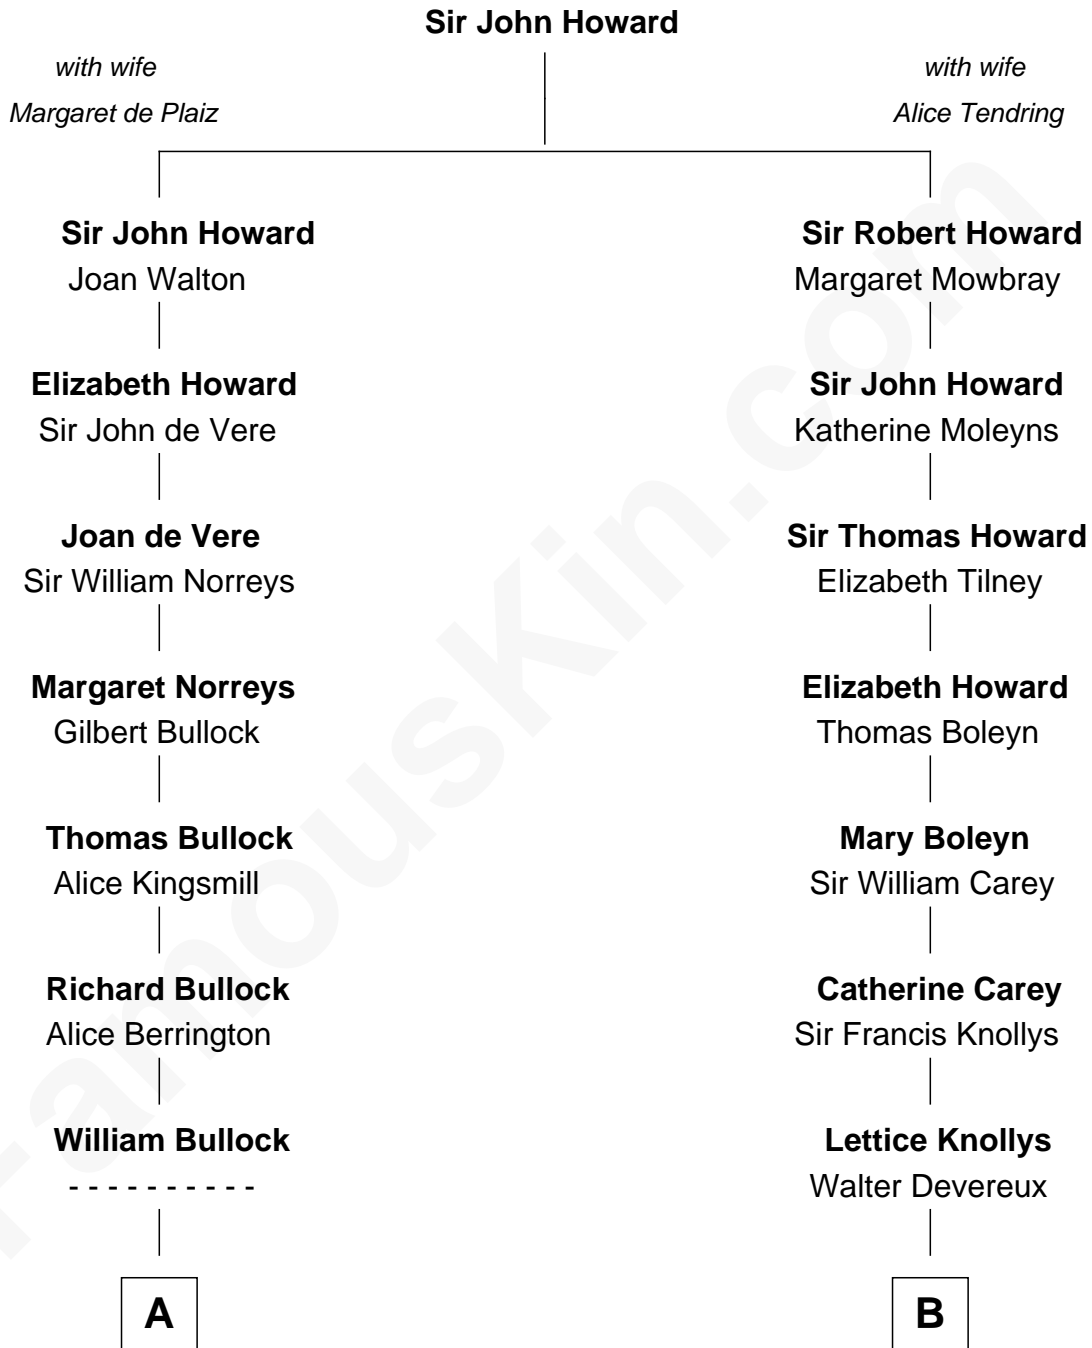 Sir John Howard
with wife
Margaret de Plaiz
with wife
Alice Tendring
Sir John Howard
Joan Walton
Sir Robert Howard
Margaret Mowbray
Elizabeth Howard
Sir John de Vere
Sir John Howard
Katherine Moleyns
Joan de Vere
Sir William Norreys
Sir Thomas Howard
Elizabeth Tilney
Margaret Norreys
Gilbert Bullock
Elizabeth Howard
Thomas Boleyn
Thomas Bullock
Alice Kingsmill
Mary Boleyn
Sir William Carey
Richard Bullock
Alice Berrington
Catherine Carey
Sir Francis Knollys
William Bullock
- - - - - - - - - -
Lettice Knollys
Walter Devereux
A
B
FamousKin.com